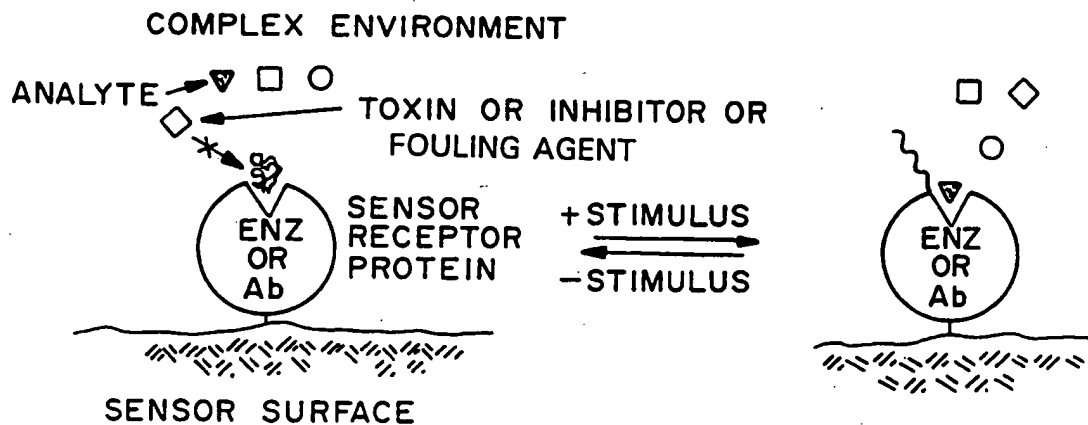 COMPLEX ENVIRONMENT
ANALYTE
TOXIN OR INHIBITOR OR
FOULING AGENT
ENZ
OR
Ab
SENSOR
RECEPTOR
PROTEIN
+STIMULUS
−STIMULUS
ENZ
OR
Ab
SENSOR SURFACE